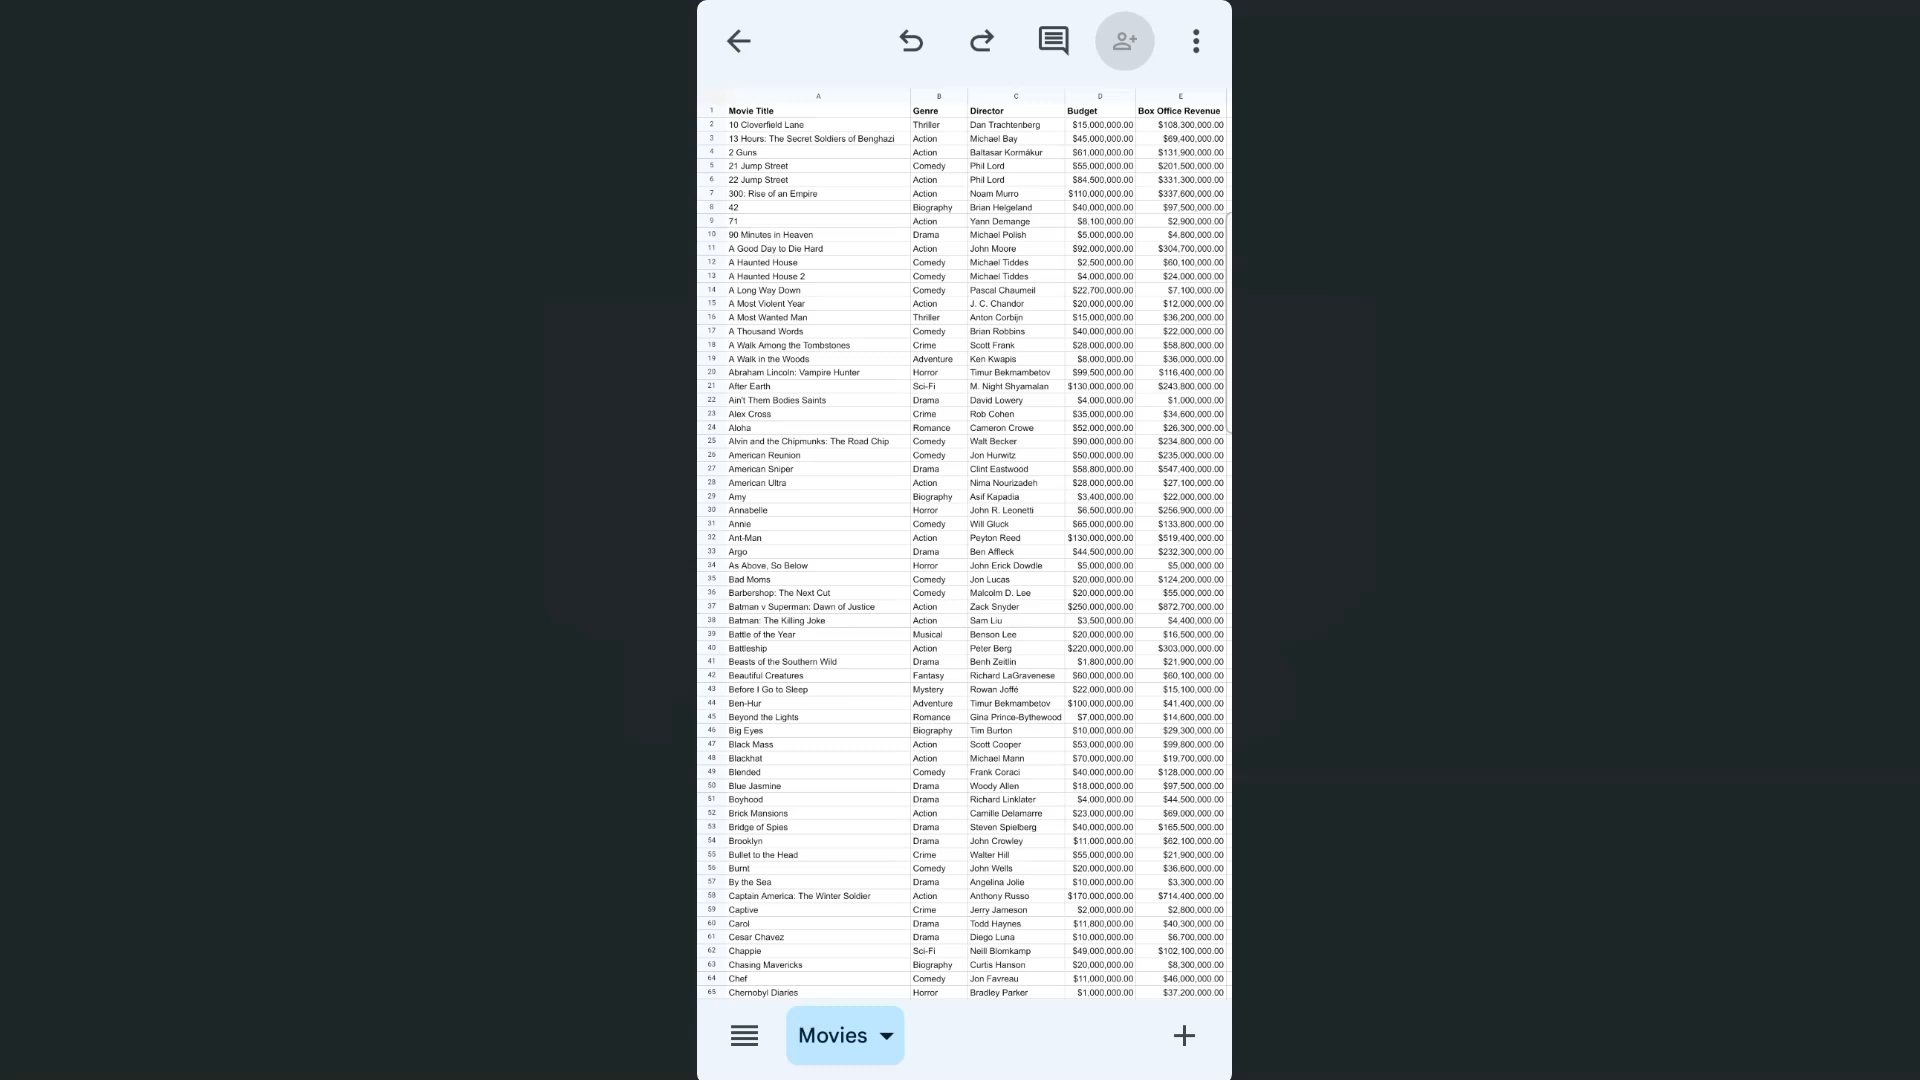 A B C D E
1 Movie Title Genre Director Budget Box Office Revenue
2 10 Cloverfield Lane Thriller Dan Trachtenberg $15,000,000.00 $108,300,000.00
3 13 Hours: The Secret Soldiers of Benghazi Action Michael Bay $45,000,000.00 $69,400,000.00
4 2 Guns Action Baltasar Kormákur $61,000,000.00 $131,900,000.00
5 21 Jump Street Comedy Phil Lord $55,000,000.00 $201,500,000.00
6 22 Jump Street Action Phil Lord $84,500,000.00 $331,300,000.00
7 300: Rise of an Empire Action Noam Murro $110,000,000.00 $337,600,000.00
8 42 Biography Brian Helgeland $40,000,000.00 $97,500,000.00
9 71 Action Yann Demange $8,100,000.00 $2,900,000.00
10 90 Minutes in Heaven Drama Michael Polish $5,000,000.00 $4,800,000.00
11 A Good Day to Die Hard Action John Moore $92,000,000.00 $304,700,000.00
12 A Haunted House Comedy Michael Tiddes $2,500,000.00 $60,100,000.00
13 A Haunted House 2 Comedy Michael Tiddes $4,000,000.00 $24,000,000.00
14 A Long Way Down Comedy Pascal Chaumeil $22,700,000.00 $7,100,000.00
15 A Most Violent Year Action J. C. Chandor $20,000,000.00 $12,000,000.00
16 A Most Wanted Man Thriller Anton Corbijn $15,000,000.00 $36,200,000.00
17 A Thousand Words Comedy Brian Robbins $40,000,000.00 $22,000,000.00
18 A Walk Among the Tombstones Crime Scott Frank $28,000,000.00 $58,800,000.00
19 A Walk in the Woods Adventure Ken Kwapis $8,000,000.00 $36,000,000.00
20 Abraham Lincoln: Vampire Hunter Horror Timur Bekmambetov $99,500,000.00 $116,400,000.00
21 After Earth Sci-Fi M. Night Shyamalan $130,000,000.00 $243,800,000.00
22 Ain't Them Bodies Saints Drama David Lowery $4,000,000.00 $1,000,000.00
23 Alex Cross Crime Rob Cohen $35,000,000.00 $34,600,000.00
24 Aloha Romance Cameron Crowe $52,000,000.00 $26,300,000.00
25 Alvin and the Chipmunks: The Road Chip Comedy Walt Becker $90,000,000.00 $234,800,000.00
26 American Reunion Comedy Jon Hurwitz $50,000,000.00 $235,000,000.00
27 American Sniper Drama Clint Eastwood $58,800,000.00 $547,400,000.00
28 American Ultra Action Nima Nourizadeh $28,000,000.00 $27,100,000.00
29 Amy Biography Asif Kapadia $3,400,000.00 $22,000,000.00
30 Annabelle Horror John R. Leonetti $6,500,000.00 $256,900,000.00
31 Annie Comedy Will Gluck $65,000,000.00 $133,800,000.00
32 Ant-Man Action Peyton Reed $130,000,000.00 $519,400,000.00
33 Argo Drama Ben Affleck $44,500,000.00 $232,300,000.00
34 As Above, So Below Horror John Erick Dowdle $5,000,000.00 $5,000,000.00
35 Bad Moms Comedy Jon Lucas $20,000,000.00 $124,200,000.00
36 Barbershop: The Next Cut Comedy Malcolm D. Lee $20,000,000.00 $55,000,000.00
37 Batman v Superman: Dawn of Justice Action Zack Snyder $250,000,000.00 $872,700,000.00
38 Batman: The Killing Joke Action Sam Liu $3,500,000.00 $4,400,000.00
39 Battle of the Year Musical Benson Lee $20,000,000.00 $16,500,000.00
40 Battleship Action Peter Berg $220,000,000.00 $303,000,000.00
41 Beasts of the Southern Wild Drama Benh Zeitlin $1,800,000.00 $21,900,000.00
42 Beautiful Creatures Fantasy Richard LaGravenese $60,000,000.00 $60,100,000.00
43 Before I Go to Sleep Mystery Rowan Joffé $22,000,000.00 $15,100,000.00
44 Ben-Hur Adventure Timur Bekmambetov $100,000,000.00 $41,400,000.00
45 Beyond the Lights Romance Gina Prince-Bythewood $7,000,000.00 $14,600,000.00
46 Big Eyes Biography Tim Burton $10,000,000.00 $29,300,000.00
47 Black Mass Action Scott Cooper $53,000,000.00 $99,800,000.00
48 Blackhat Action Michael Mann $70,000,000.00 $19,700,000.00
49 Blended Comedy Frank Coraci $40,000,000.00 $128,000,000.00
50 Blue Jasmine Drama Woody Allen $18,000,000.00 $97,500,000.00
51 Boyhood Drama Richard Linklater $4,000,000.00 $44,500,000.00
52 Brick Mansions Action Camille Delamarre $23,000,000.00 $69,000,000.00
53 Bridge of Spies Drama Steven Spielberg $40,000,000.00 $165,500,000.00
54 Brooklyn Drama John Crowley $11,000,000.00 $62,100,000.00
55 Bullet to the Head Crime Walter Hill $55,000,000.00 $21,900,000.00
56 Burnt Comedy John Wells $20,000,000.00 $36,600,000.00
57 By the Sea Drama Angelina Jolie $10,000,000.00 $3,300,000.00
58 Captain America: The Winter Soldier Action Anthony Russo $170,000,000.00 $714,400,000.00
59 Captive Crime Jerry Jameson $2,000,000.00 $2,800,000.00
60 Carol Drama Todd Haynes $11,800,000.00 $40,300,000.00
61 Cesar Chavez Drama Diego Luna $10,000,000.00 $6,700,000.00
62 Chappie Sci-Fi Neill Blomkamp $49,000,000.00 $102,100,000.00
63 Chasing Mavericks Biography Curtis Hanson $20,000,000.00 $8,300,000.00
64 Chef Comedy Jon Favreau $11,000,000.00 $46,000,000.00
65 Chernobyl Diaries Horror Bradley Parker $1,000,000.00 $37,200,000.00
Movies